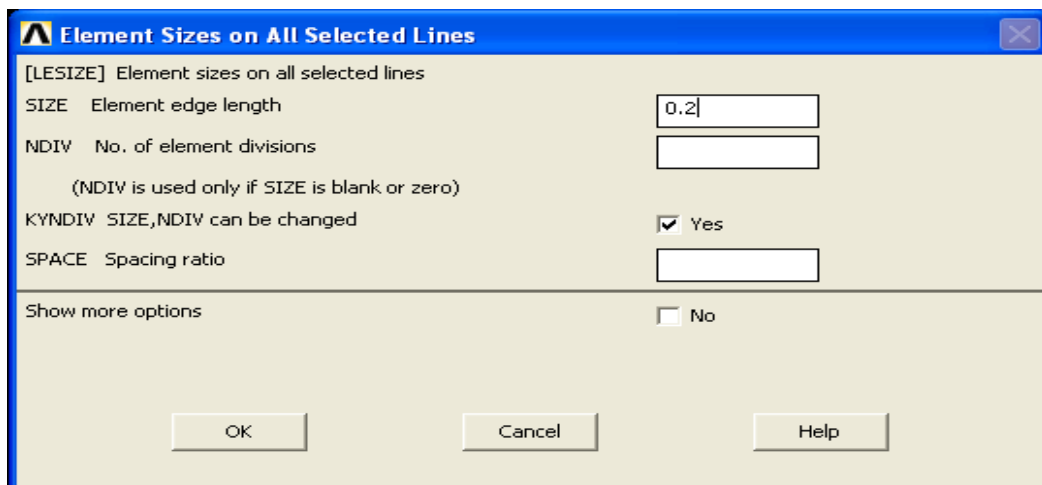 Element Sizes on All Selected Lines
[LESIZE] Element sizes on all selected lines
SIZE Element edge length 0.2
NDIV No. of element divisions
(NDIV is used only if SIZE is blank or zero)
KYNDIV SIZE,NDIV can be changed Yes
SPACE Spacing ratio
Show more options No
OK Cancel Help